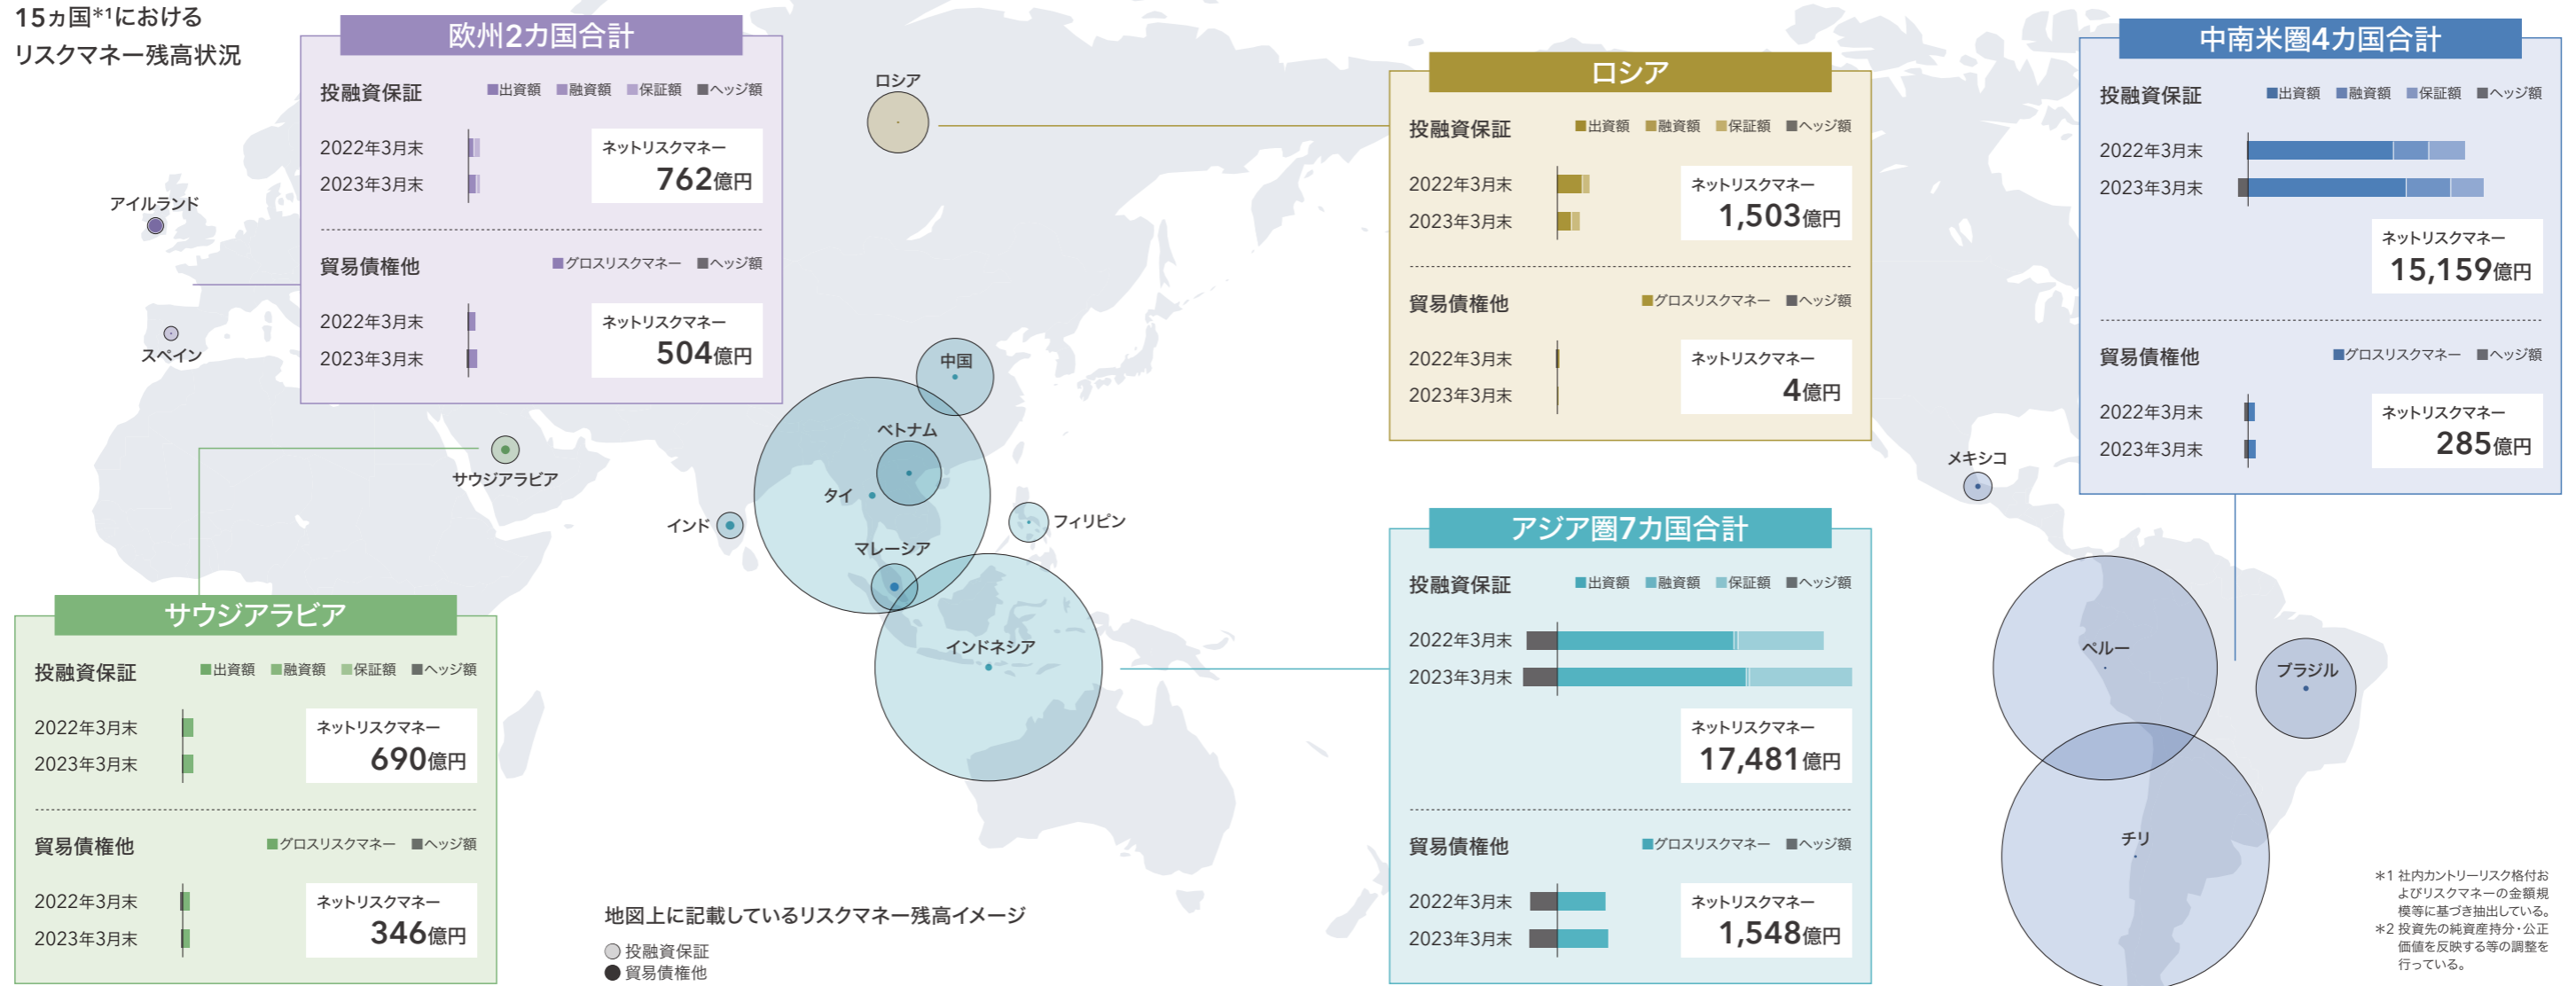 15ヵ国*1における
リスクマネー残高状況
欧州2カ国合計
投融資保証 ■出資額 ■融資額 ■保証額 ■ヘッジ額
2022年3月末
2023年3月末
ネットリスクマネー
762億円
貿易債権他 ■グロスリスクマネー ■ヘッジ額
2022年3月末
2023年3月末
ネットリスクマネー
504億円
アイルランド
スペイン
サウジアラビア
サウジアラビア
投融資保証 ■出資額 ■融資額 ■保証額 ■ヘッジ額
2022年3月末
2023年3月末
ネットリスクマネー
690億円
貿易債権他 ■グロスリスクマネー ■ヘッジ額
2022年3月末
2023年3月末
ネットリスクマネー
346億円
ロシア
中国
ベトナム
タイ
インド
フィリピン
マレーシア
インドネシア
地図上に記載しているリスクマネー残高イメージ
投融資保証
貿易債権他
ロシア
投融資保証 ■出資額 ■融資額 ■保証額 ■ヘッジ額
2022年3月末
2023年3月末
ネットリスクマネー
1,503億円
貿易債権他 ■グロスリスクマネー ■ヘッジ額
2022年3月末
2023年3月末
ネットリスクマネー
4億円
アジア圏7カ国合計
投融資保証 ■出資額 ■融資額 ■保証額 ■ヘッジ額
2022年3月末
2023年3月末
ネットリスクマネー
17,481億円
貿易債権他 ■グロスリスクマネー ■ヘッジ額
2022年3月末
2023年3月末
ネットリスクマネー
1,548億円
中南米圏4カ国合計
投融資保証 ■出資額 ■融資額 ■保証額 ■ヘッジ額
2022年3月末
2023年3月末
ネットリスクマネー
15,159億円
貿易債権他 ■グロスリスクマネー ■ヘッジ額
2022年3月末
2023年3月末
ネットリスクマネー
285億円
メキシコ
ペルー
ブラジル
チリ
*1 社内カントリーリスク格付お
よびリスクマネーの金額規
模等に基づき抽出している。
*2 投資先の純資産持分・公正
価値を反映する等の調整を
行っている。